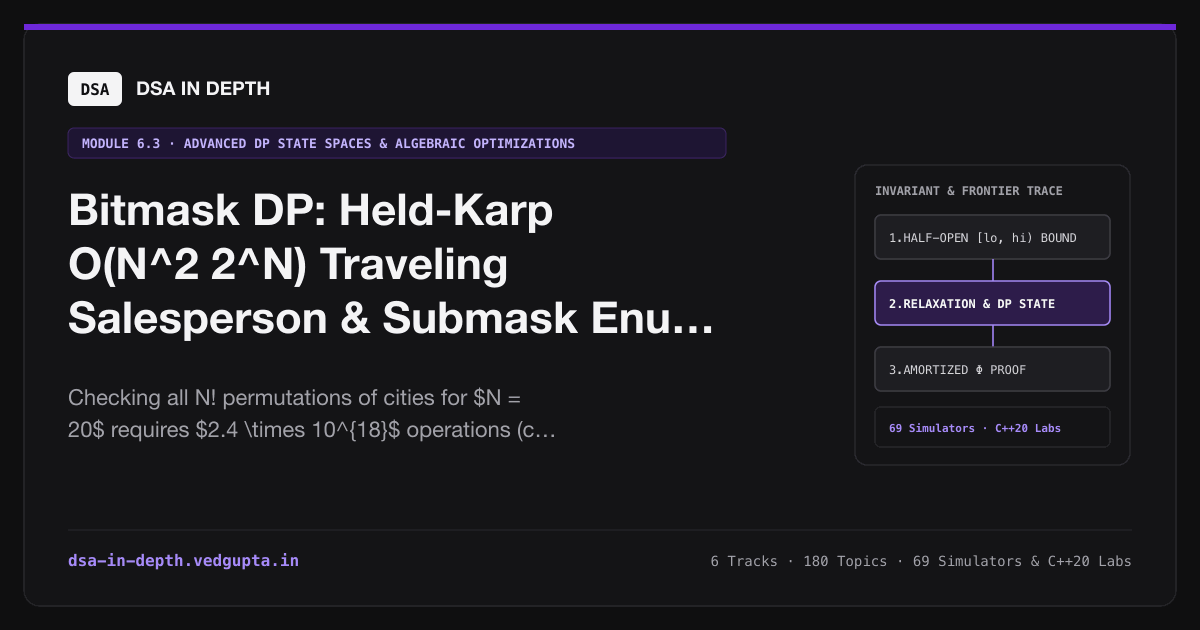 DSA
DSA IN DEPTH
MODULE 6.3 · ADVANCED DP STATE SPACES & ALGEBRAIC OPTIMIZATIONS
Bitmask DP: Held-Karp
O(N^2 2^N) Traveling
Salesperson & Submask Enu...
Checking all N! permutations of cities for $N =
20$ requires $2.4 \times 10^{18}$ operations (c...
INVARIANT & FRONTIER TRACE
1.HALF-OPEN [lo, hi) BOUND
2.RELAXATION & DP STATE
3.AMORTIZED Φ PROOF
69 Simulators · C++20 Labs
dsa-in-depth.vedgupta.in
6 Tracks · 180 Topics · 69 Simulators & C++20 Labs